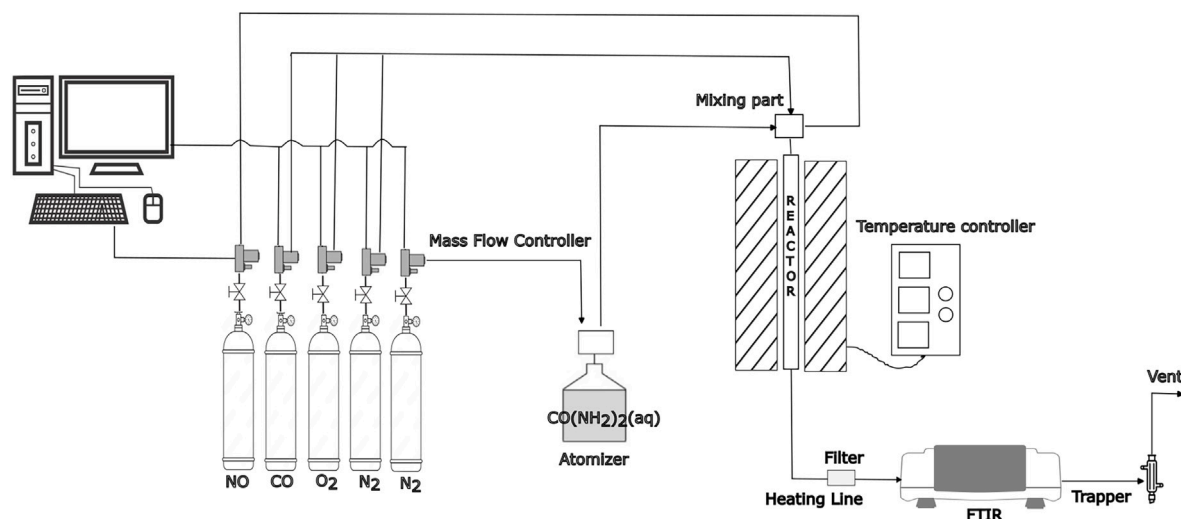 Mixing part
REACTOR
Mass Flow Controller
Temperature controller
CO(NH2)2(aq)
Atomizer
NO
CO
O2
N2
N2
Vent
Filter
Heating Line
Trapper
FTIR